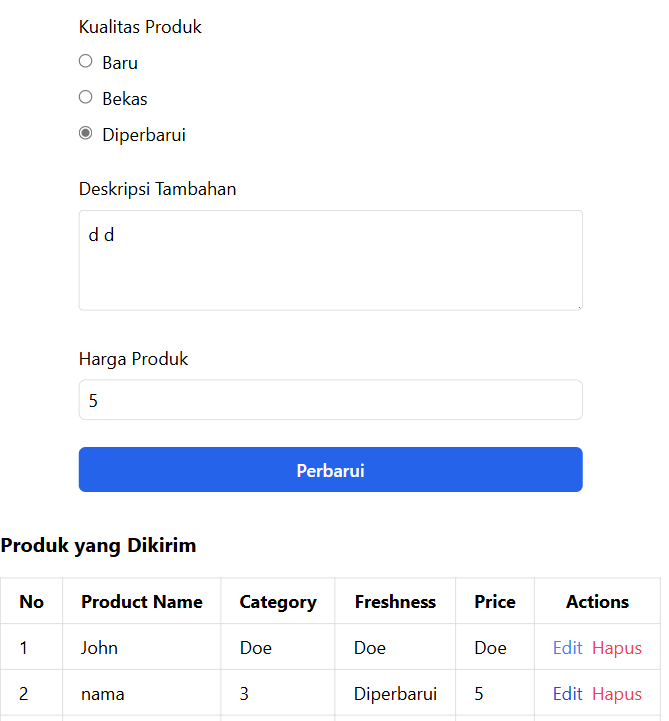 Kualitas Produk
Baru
Bekas
Diperbarui
Deskripsi Tambahan
d d
Harga Produk
5
Perbarui
Produk yang Dikirim
No Product Name Category Freshness Price Actions
1 John Doe Doe Doe Edit Hapus
2 nama 3 Diperbarui 5 Edit Hapus